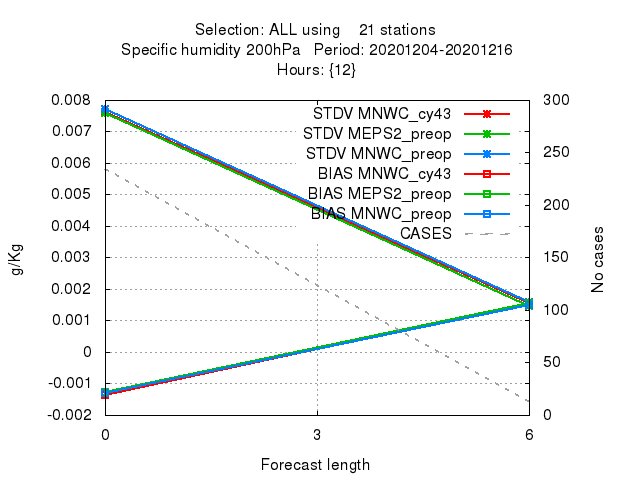 Selection: ALL using 21 stations
Specific humidity 200hPa Period: 20201204-20201216
Hours: {12}
0.008
0.007
0.006
0.005
0.004
0.003
0.002
0.001
0
-0.001
-0.002
g/Kg
STDV MNWC_cy43
STDV MEPS2_preop
STDV MNWC_preop
BIAS MNWC_cy43
BIAS MEPS2_preop
BIAS MNWC_preop
CASES
300
250
200
150
100
50
0
No cases
0
3
6
Forecast length